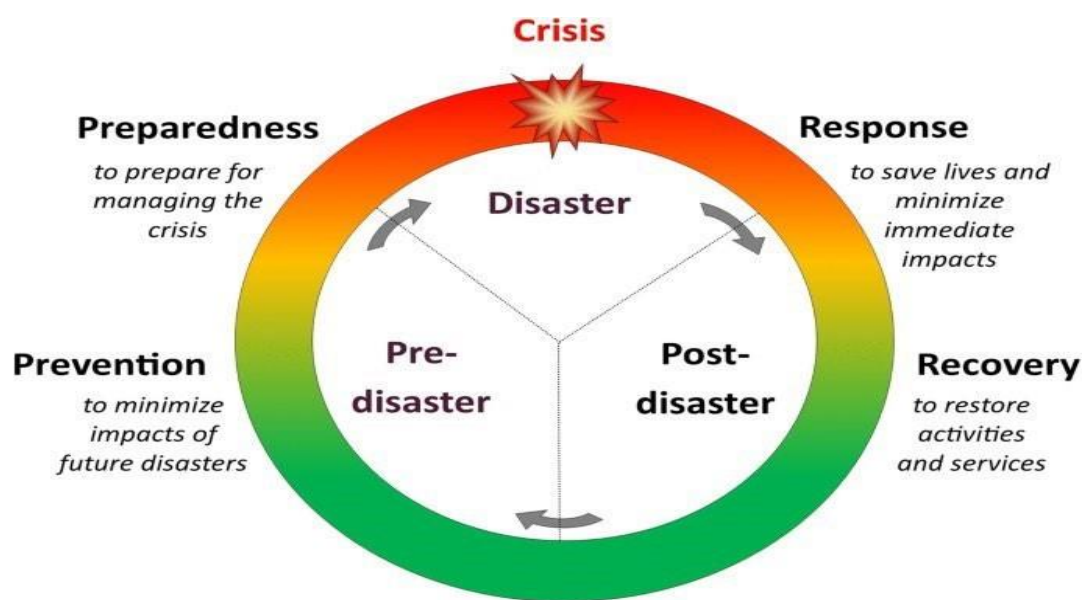 Crisis
Preparedness
to prepare for
managing the
crisis
Response
to save lives and
minimize
immediate
impacts
Disaster
Prevention
to minimize
impacts of
future disasters
Pre-
disaster
Post-
disaster
Recovery
to restore
activities
and services